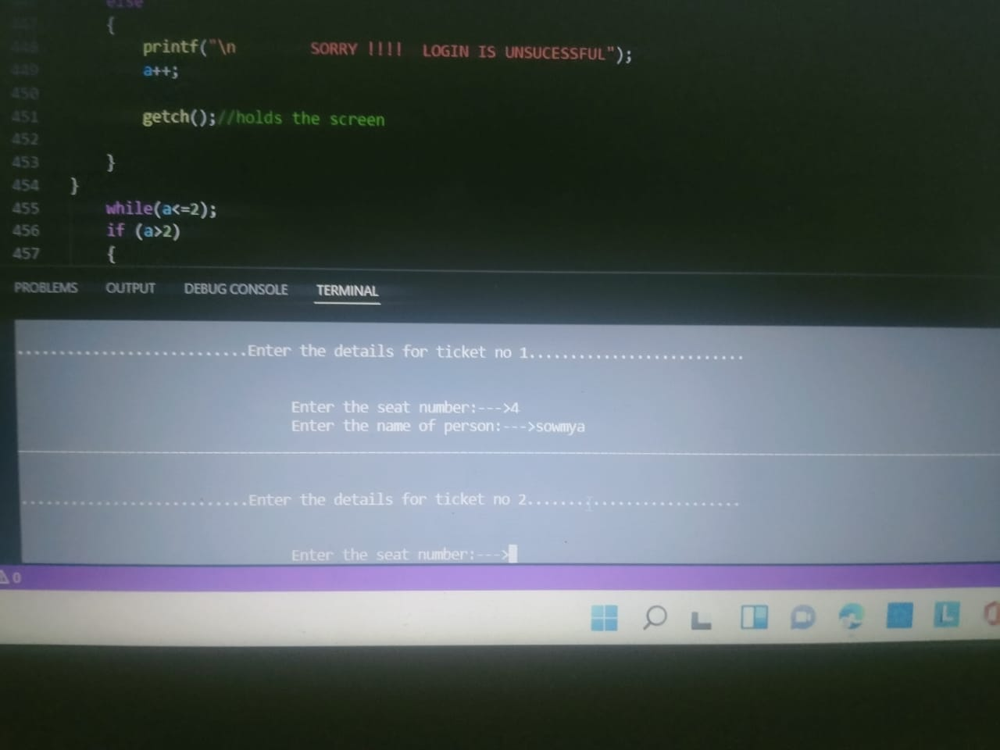 else
447 {
448 printf("\n SORRY !!!! LOGIN IS UNSUCESSFUL");
449 a++;
450
451 getch();//holds the screen
452
453 }
454 }
455 while(a<=2);
456 if (a>2)
457 {
PROBLEMS OUTPUT DEBUG CONSOLE TERMINAL
...........................Enter the details for ticket no 1..........................
Enter the seat number:--->4
Enter the name of person:--->sowmya
...........................Enter the details for ticket no 2..........................
Enter the seat number:--->
0
L